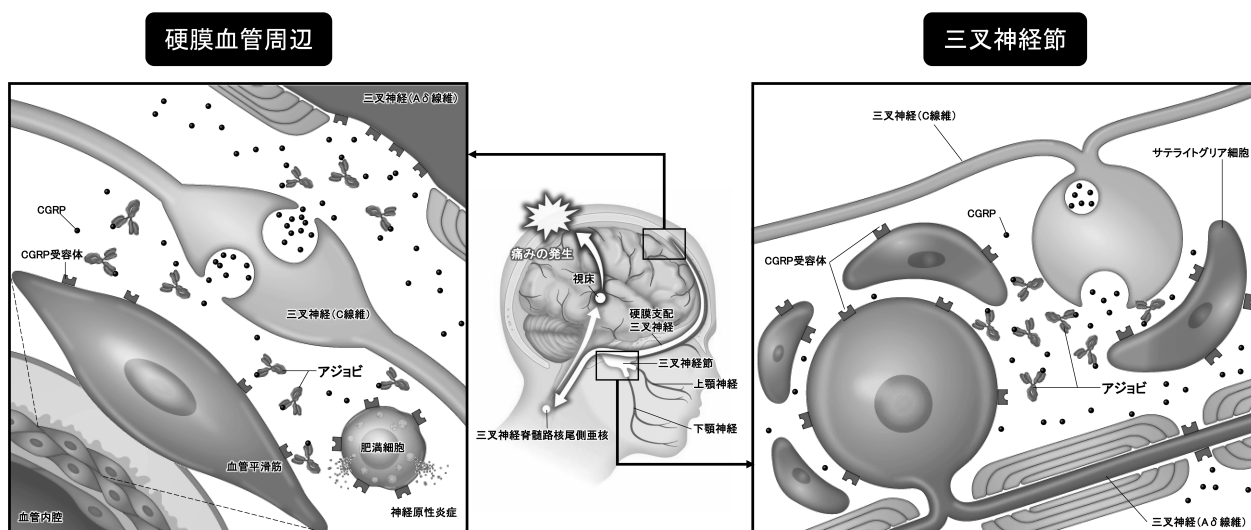 硬膜血管周辺
三叉神経(Aδ線維)
CGRP
CGRP受容体
三叉神経(C線維)
アジョビ
肥満細胞
血管平滑筋
血管内腔
神経原性炎症
痛みの発生
視床
硬膜支配
三叉神経
三叉神経節
上顎神経
下顎神経
三叉神経脊髄路核尾側亜核
三叉神経節
三叉神経(C線維)
サテライトグリア細胞
CGRP
CGRP受容体
アジョビ
三叉神経(Aδ線維)